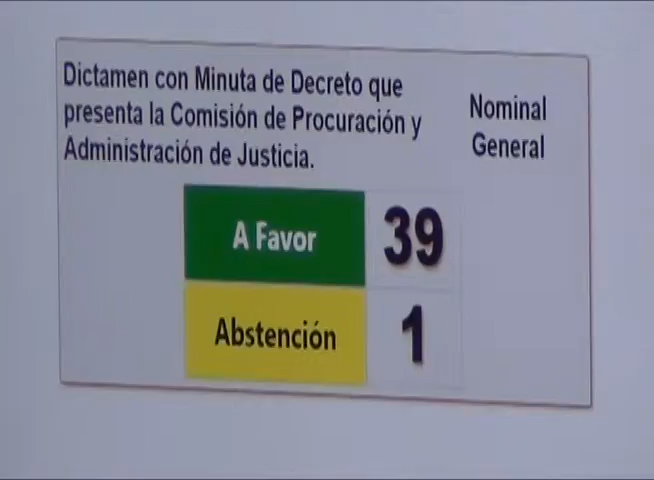 Dictamen con Minuta de Decreto que
presenta la Comisión de Procuración y
Administración de Justicia.
Nominal
General
A Favor 39
Abstención 1